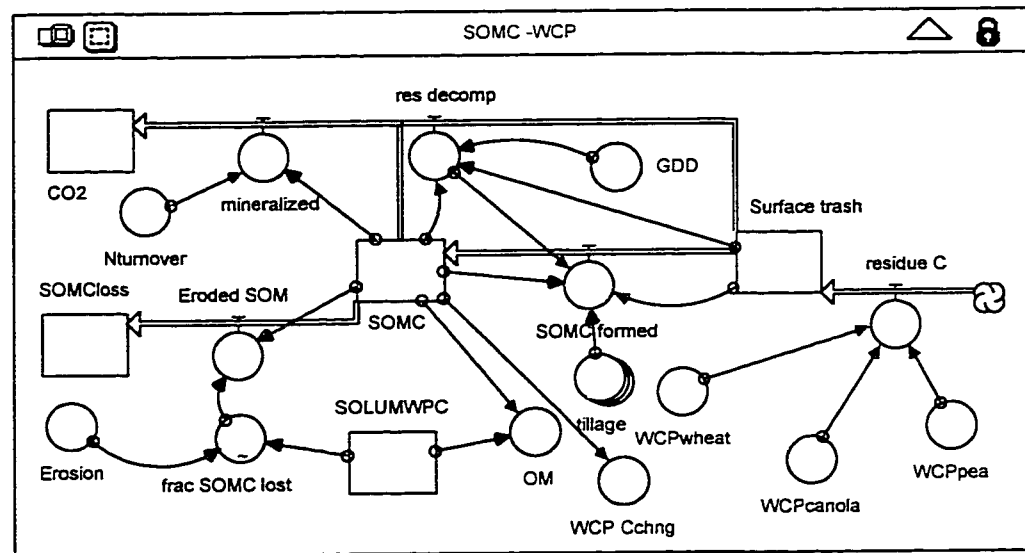 SOMC -WCP
res decomp
CO2
mineralized
GDD
Surface trash
Nturnover
residue C
SOMCloss
Eroded SOM
SOMC
SOMC formed
SOLUMWPC
tillage
WCPwheat
Erosion
frac SOMC lost
~
OM
WCPcanola
WCPpea
WCP Cchng